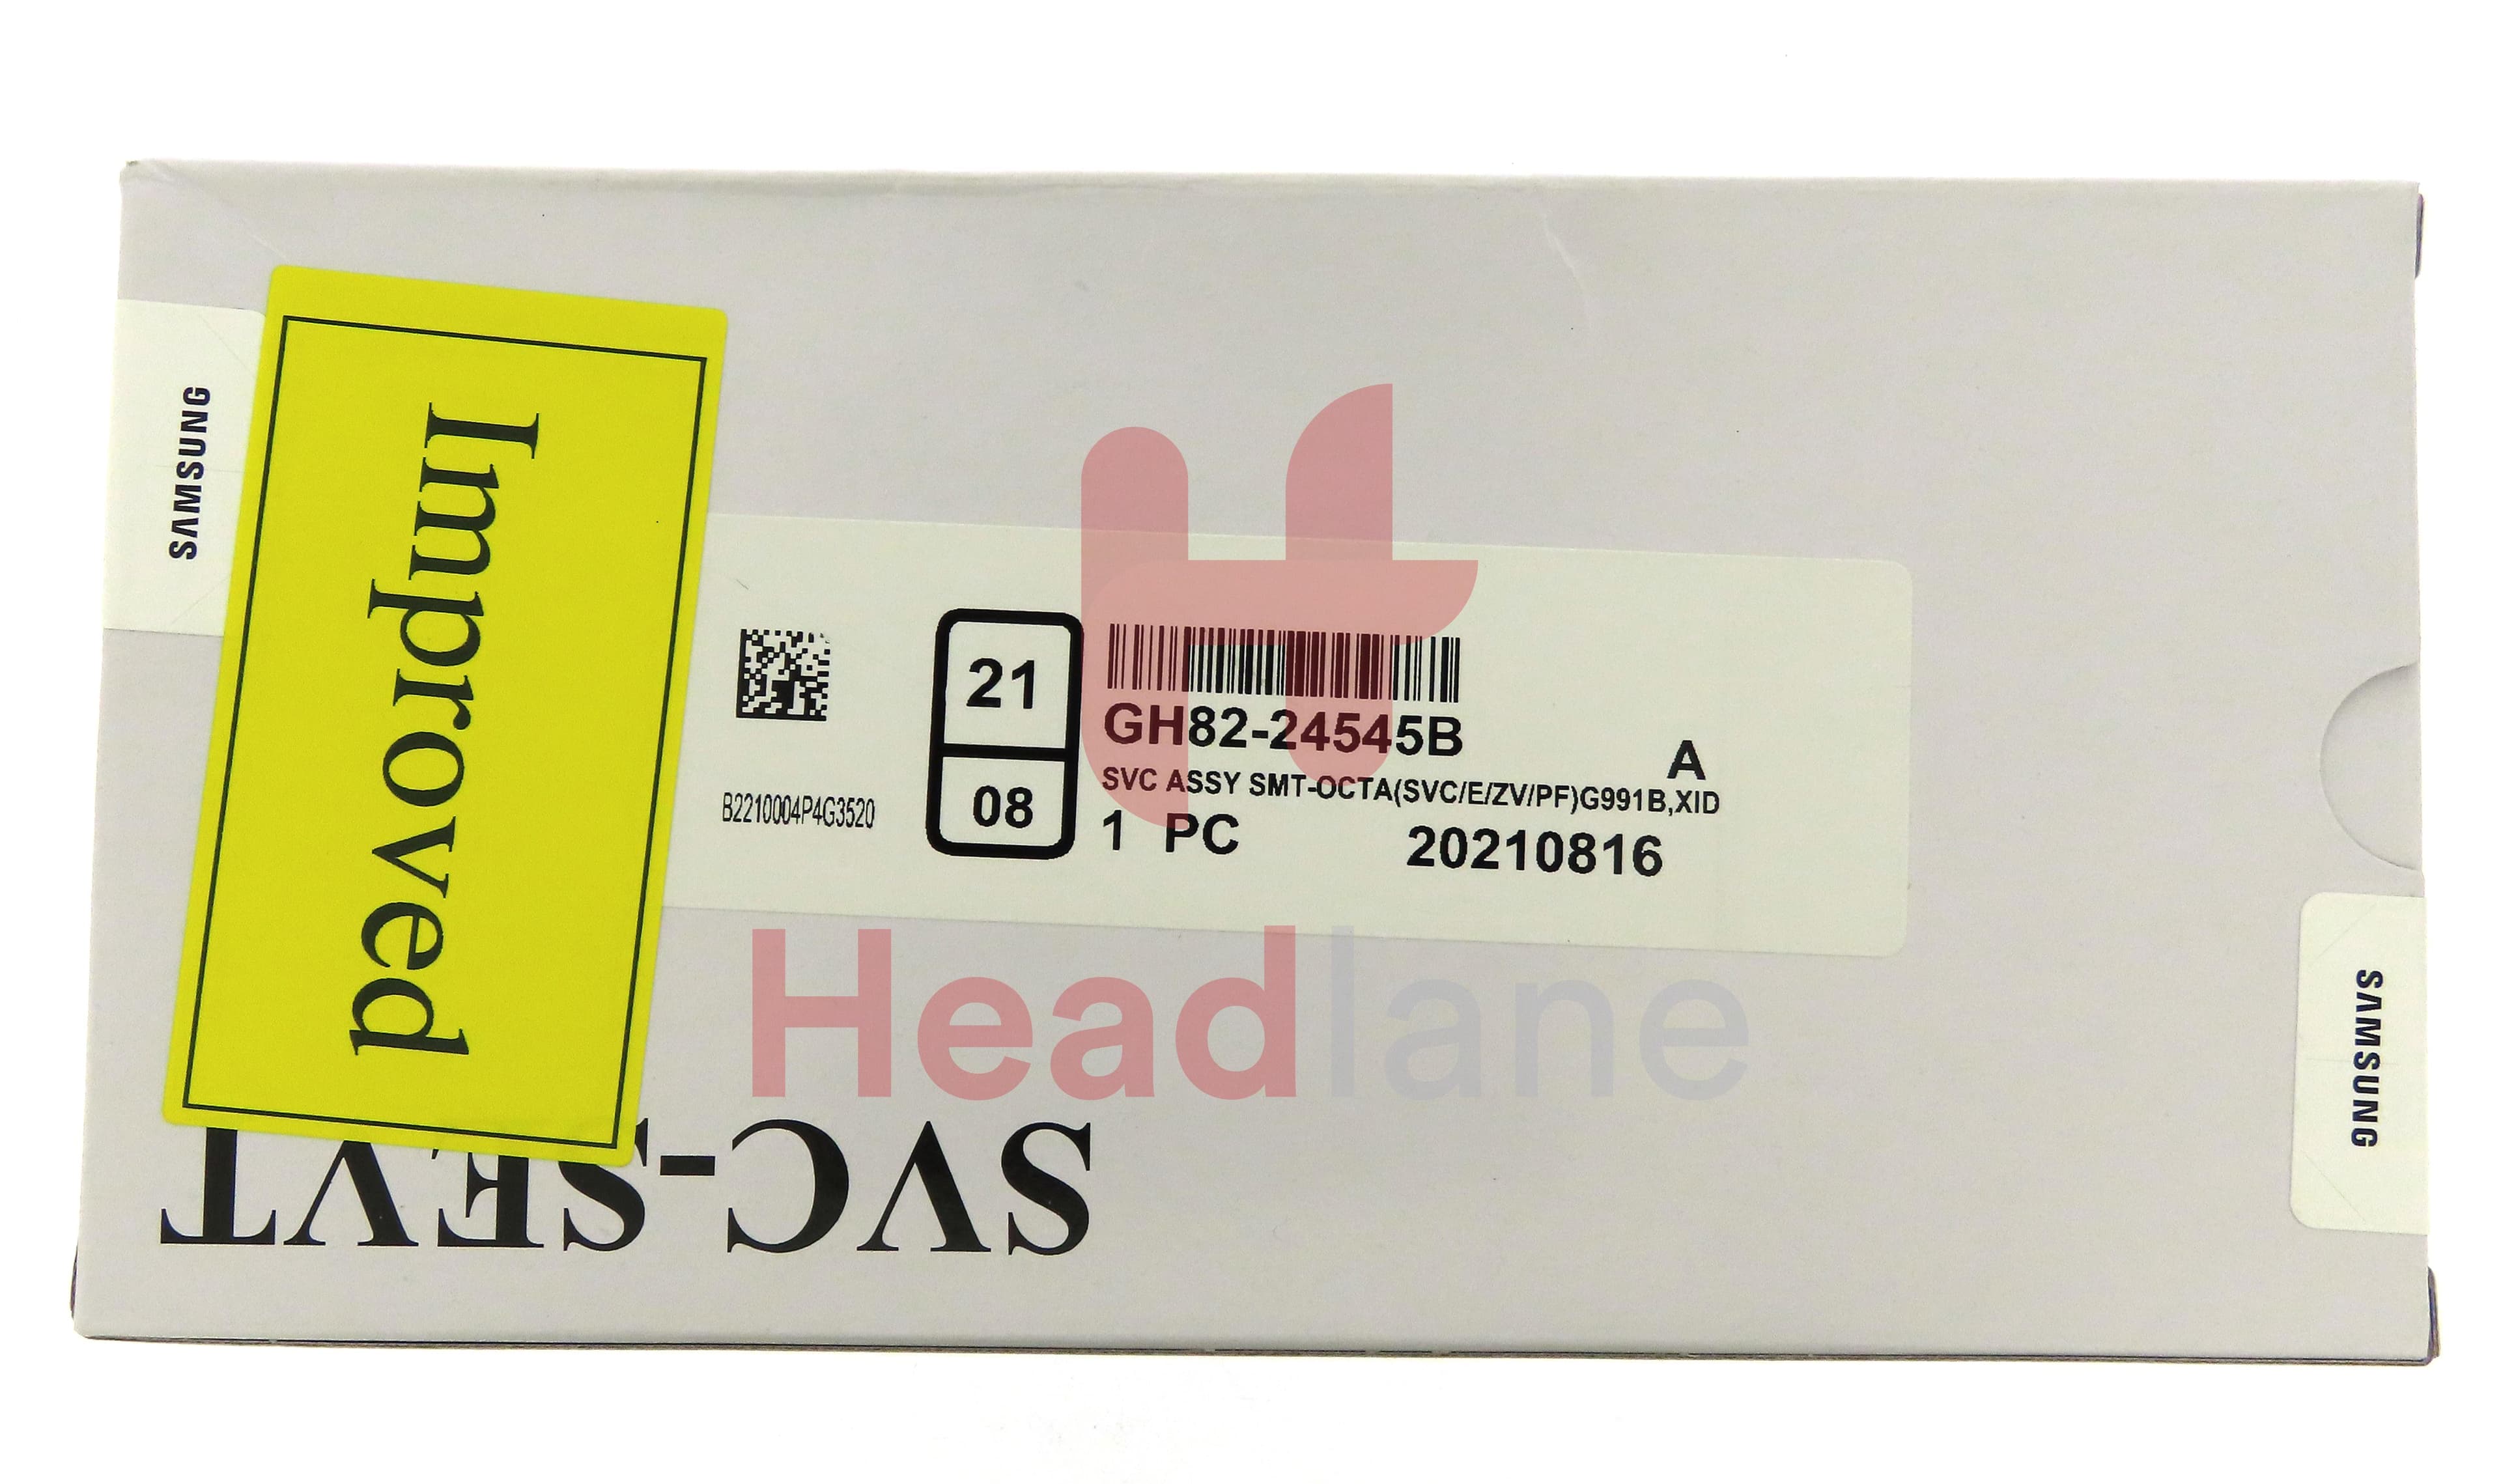 SAMSUNG
Improved
21
08
B2210004P4G3520
GH82-24545B
A
SVC ASSY SMT-OCTA(SVC/E/ZV/PF)G991B,XID
1 PC
20210816
Headlane
SVC-SEVT
SAMSUNG